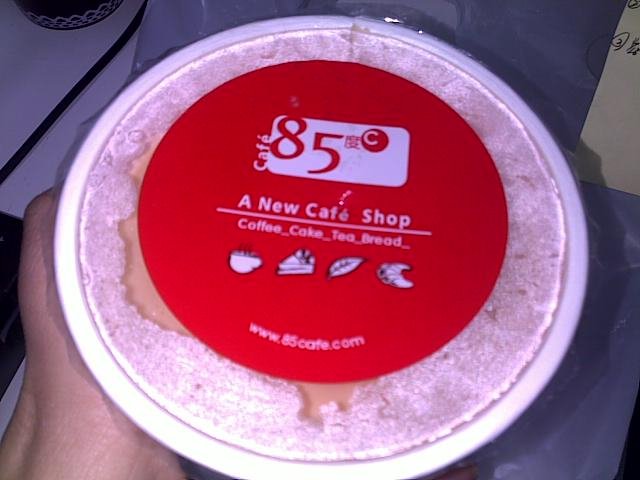 Café 85度C
A New Café Shop
Coffee_Cake_Tea_Bread_
www.85cafe.com